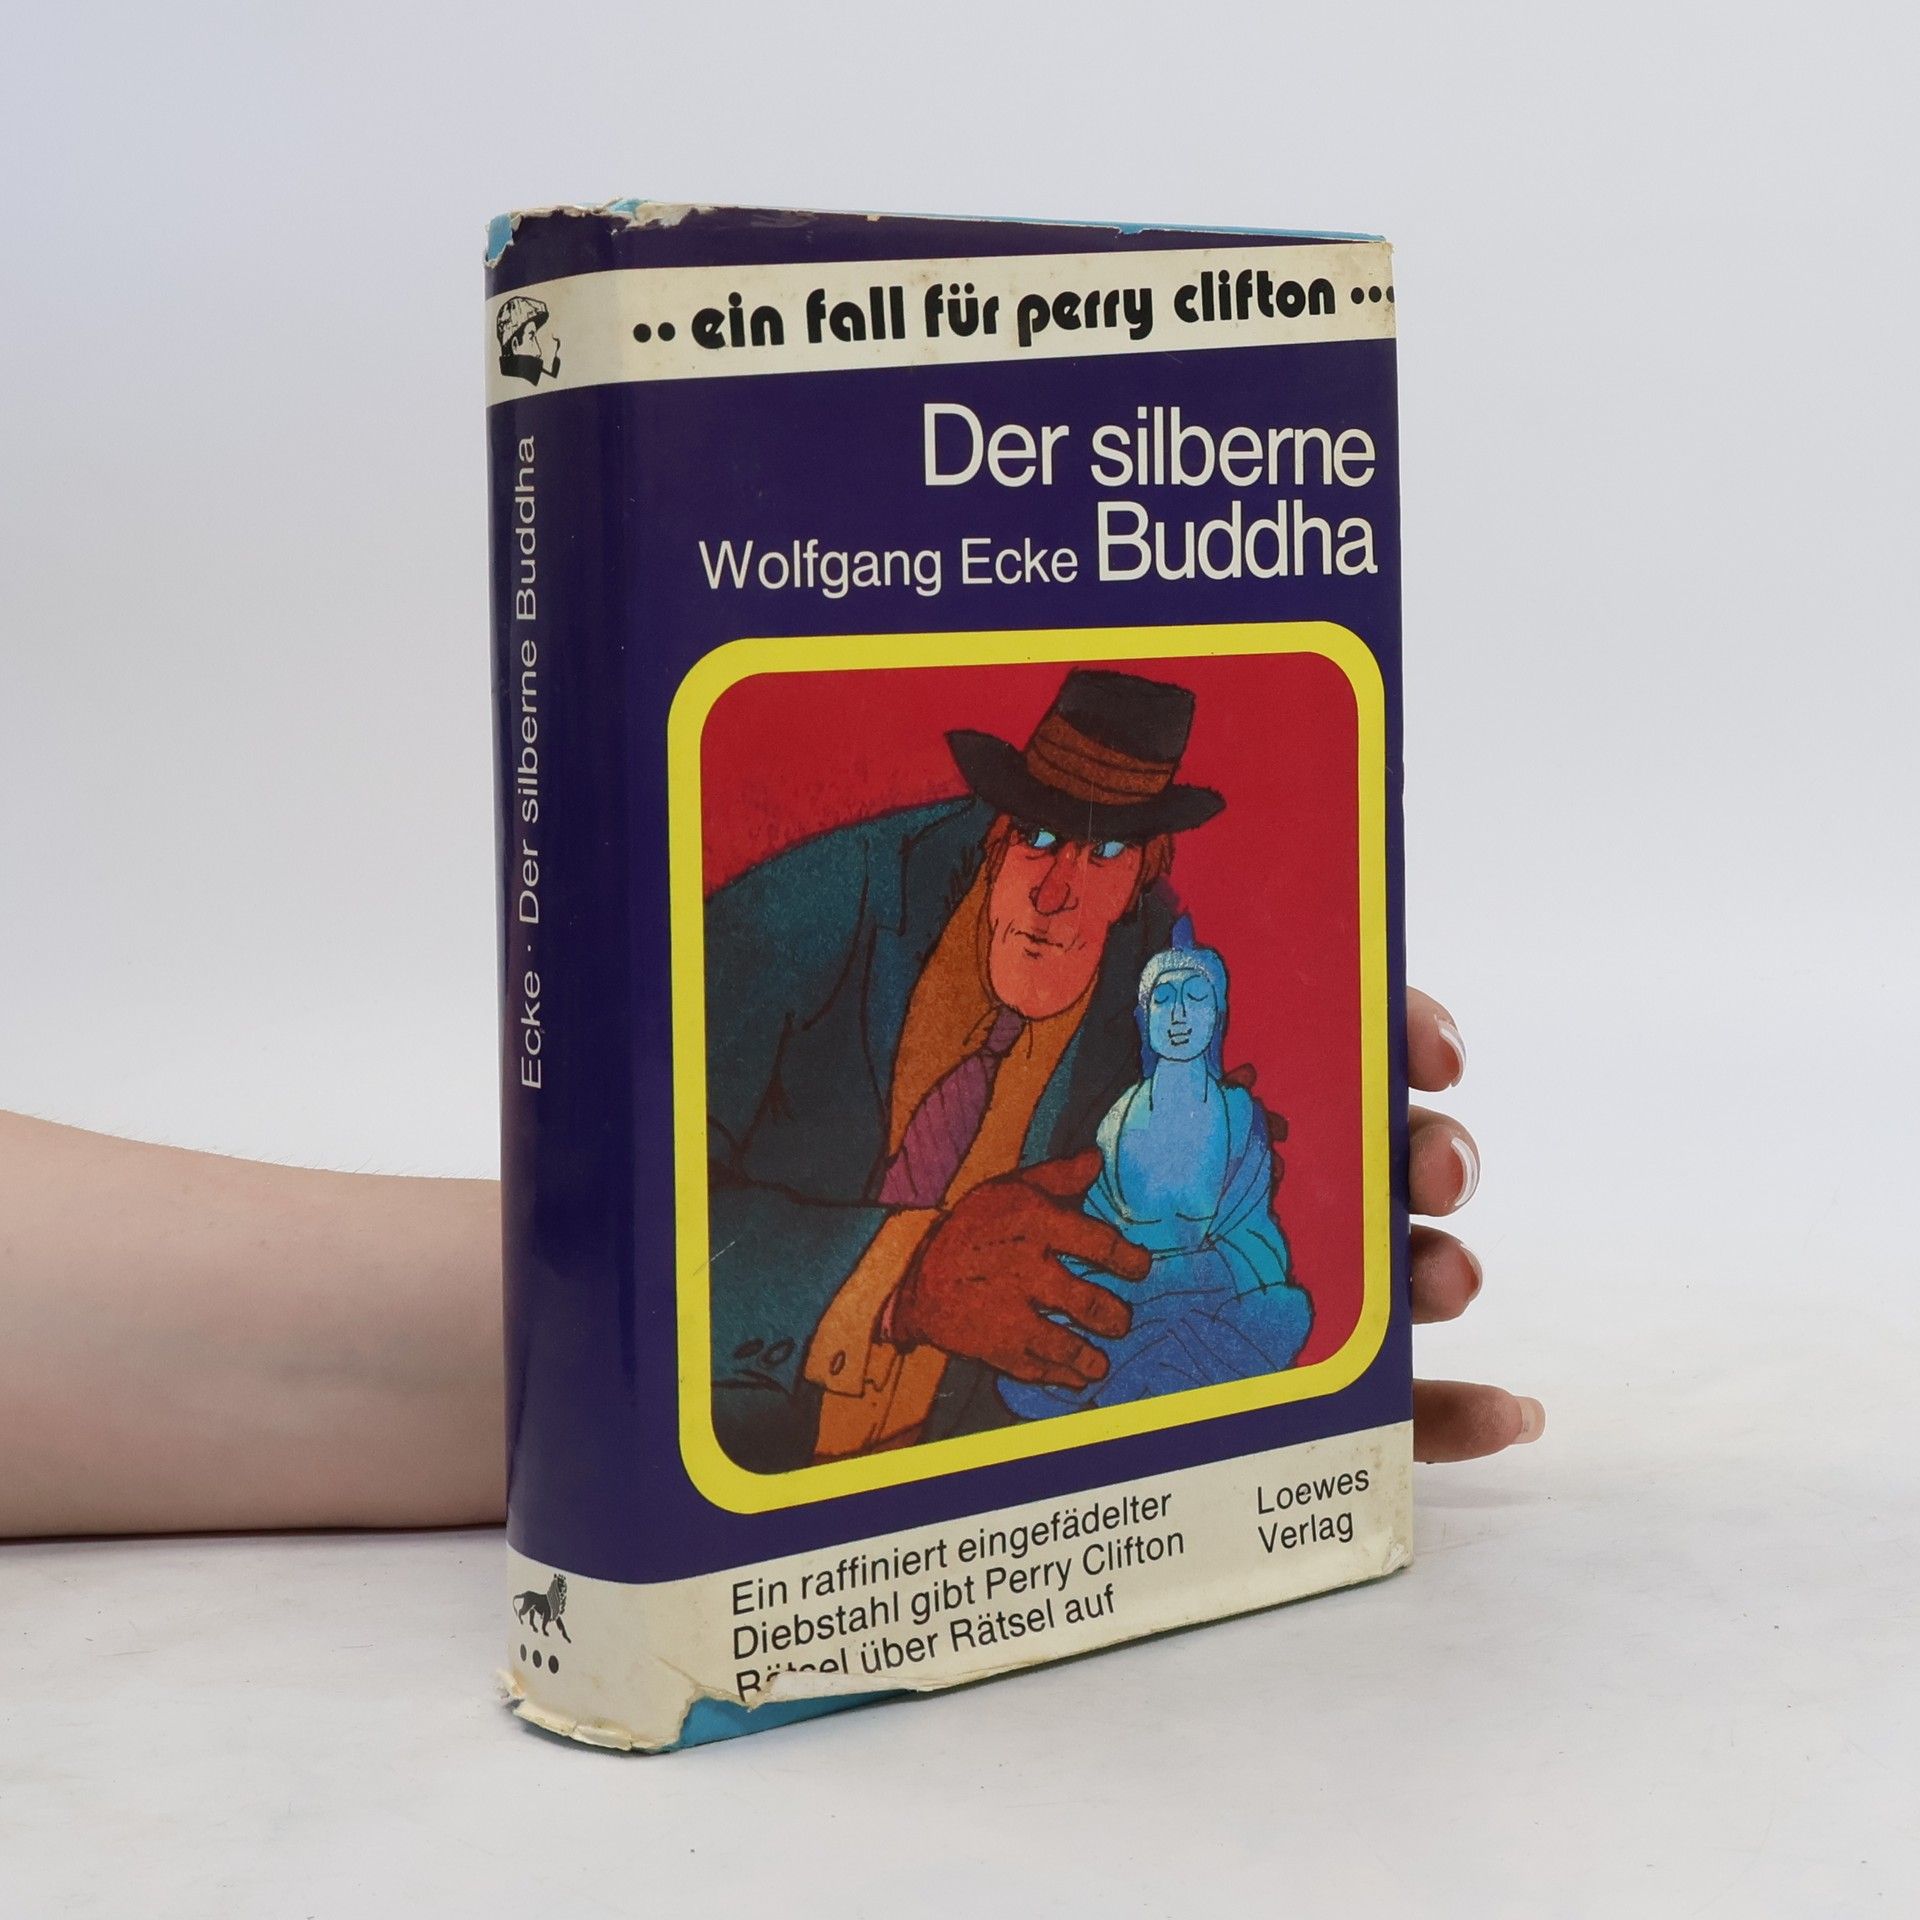 •• ein fall für perry clifton •••
Der silberne
Wolfgang Ecke Buddha
Ecke · Der silberne Buddha
Ein raffiniert eingefädelter
Diebstahl gibt Perry Clifton
Rätsel über Rätsel auf
Loewes
Verlag